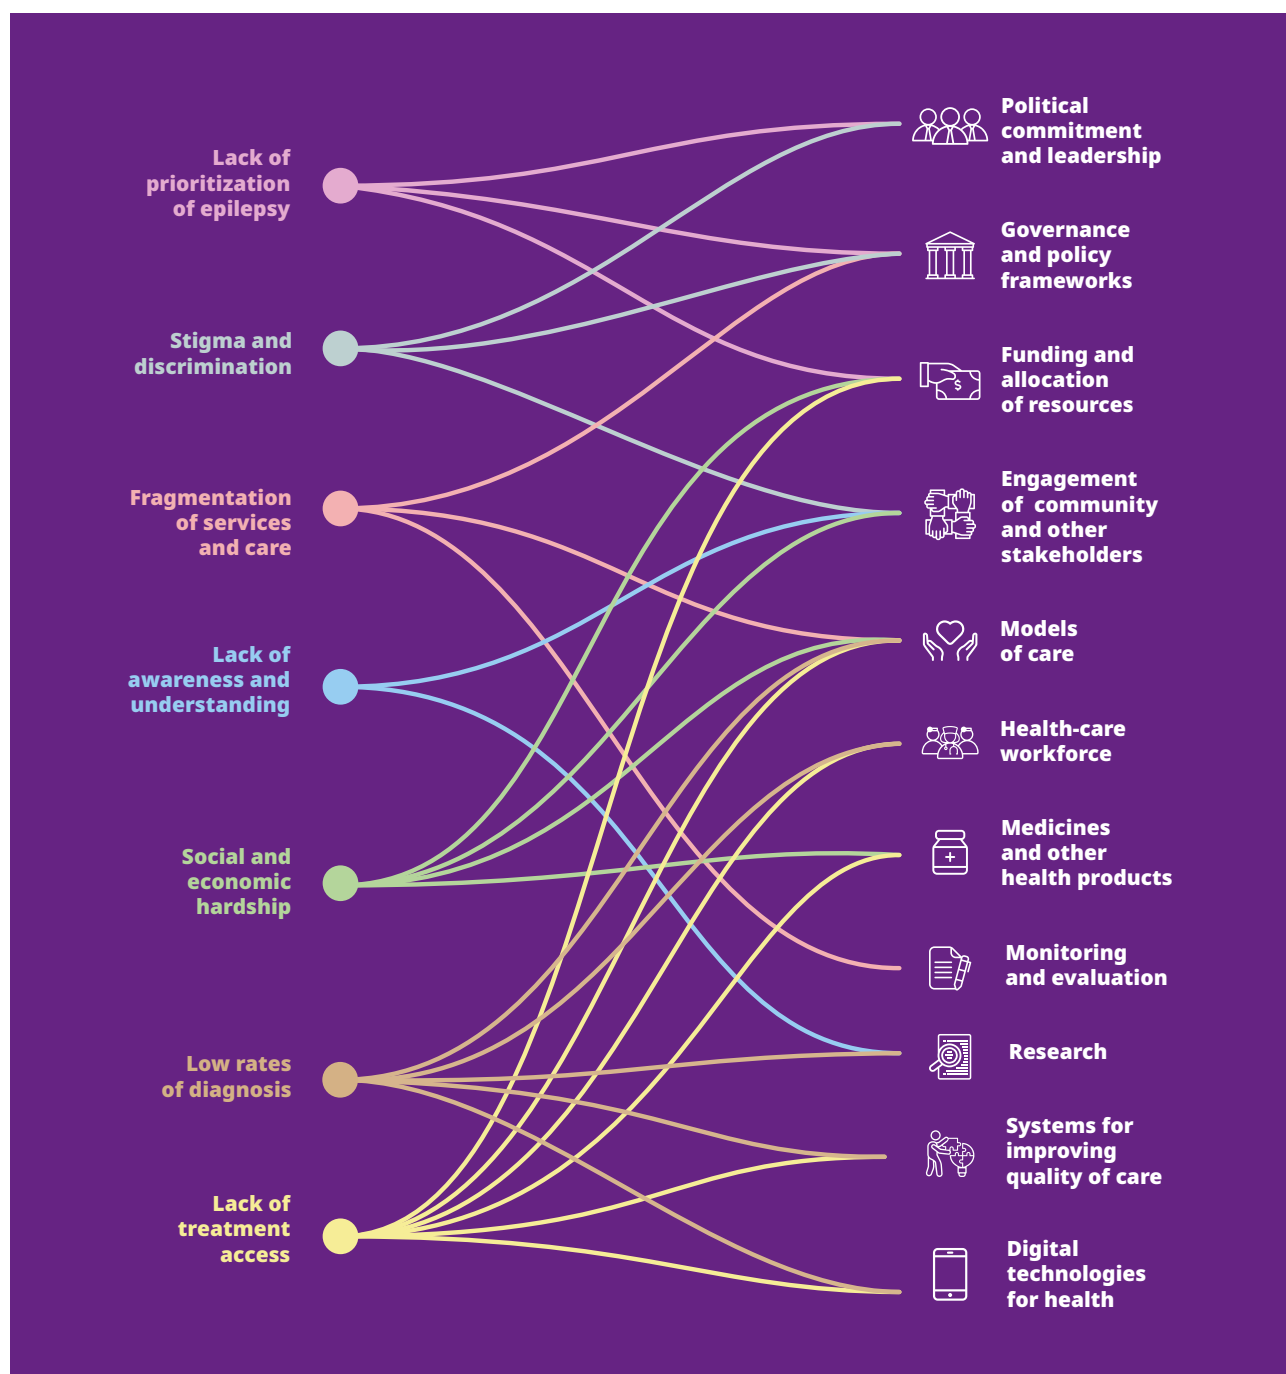 Lack of
prioritization
of epilepsy
Stigma and
discrimination
Fragmentation
of services
and care
Lack of
awareness and
understanding
Social and
economic
hardship
Low rates
of diagnosis
Lack of
treatment
access
Political
commitment
and leadership
Governance
and policy
frameworks
$
Funding and
allocation
of resources
Engagement
of  community
and other
stakeholders
Models
of care
Health-care
workforce
Medicines
and other
health products
Monitoring
and evaluation
Research
Systems for
improving
quality of care
Digital
technologies
for health